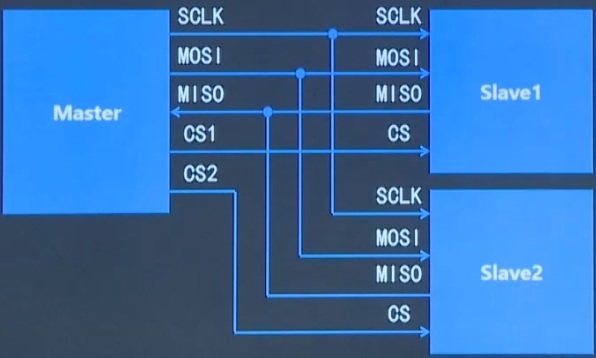 SCLK SCLK
MOSI MOSI
MISO MISO
Master Slave1
CS1 CS
CS2
SCLK
MOSI
MISO
Slave2
CS